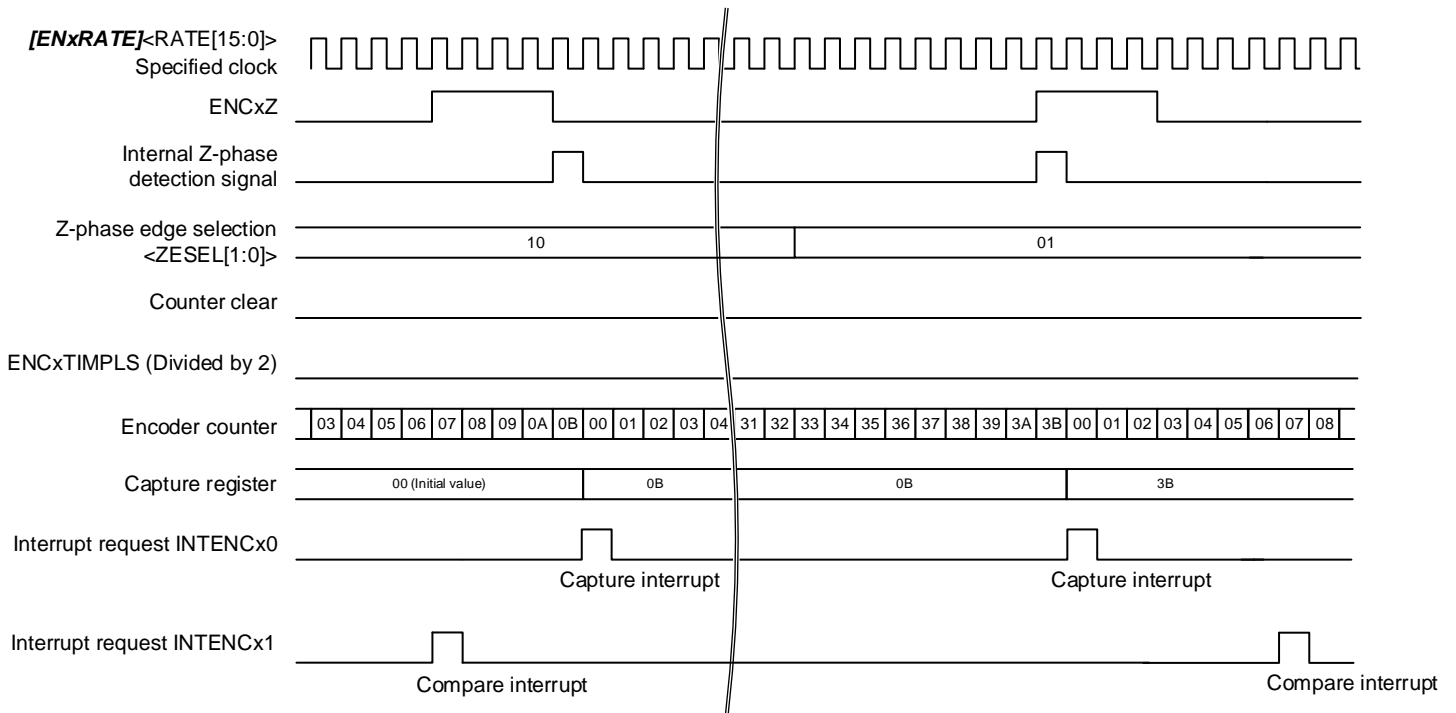 [ENxRATE]<RATE[15:0]>
Specified clock
ENCxZ
Internal Z-phase
detection signal
Z-phase edge selection
<ZESEL[1:0]>
10
01
Counter clear
ENCxTIMPLS (Divided by 2)
Encoder counter
03 04 05 06 07 08 09 0A 0B 00 01 02 03 04 31 32 33 34 35 36 37 38 39 3A 3B 00 01 02 03 04 05 06 07 08
Capture register
00 (Initial value)
0B
0B
3B
Interrupt request INTENCx0
Capture interrupt
Capture interrupt
Interrupt request INTENCx1
Compare interrupt
Compare interrupt